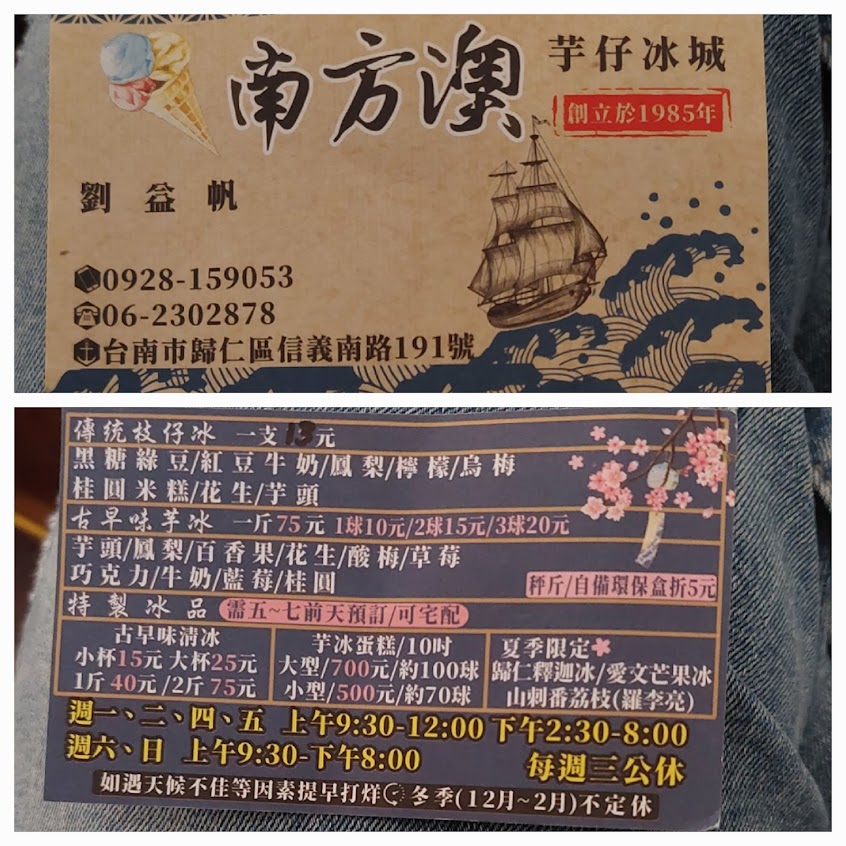 南方澳
芋仔冰城
創立於1985年
劉益帆
0928-159053
06-2302878
台南市歸仁區信義南路191號
傳統枝仔冰 一支13元
黑糖綠豆/紅豆牛奶/鳳梨/檸檬/烏梅
桂圓米糕/花生/芋頭
古早味芋冰 一斤75元 1球10元/2球15元/3球20元
芋頭/鳳梨/百香果/花生/酸梅/草莓
巧克力/牛奶/藍莓/桂圓
秤斤/自備環保盒折5元
特製冰品 需五~七前天預訂/可宅配
古早味清冰
小杯15元 大杯25元
1斤 40元/2斤 75元
芋冰蛋糕/10吋
大型/700元/約100球
小型/500元/約70球
夏季限定
歸仁釋迦冰/愛文芒果冰
山刺番荔枝(羅李亮)
週一、二、四、五 上午9:30-12:00 下午2:30-8:00
週六、日 上午9:30-下午8:00
每週三公休
如遇天候不佳等因素提早打烊 冬季(12月~2月)不定休